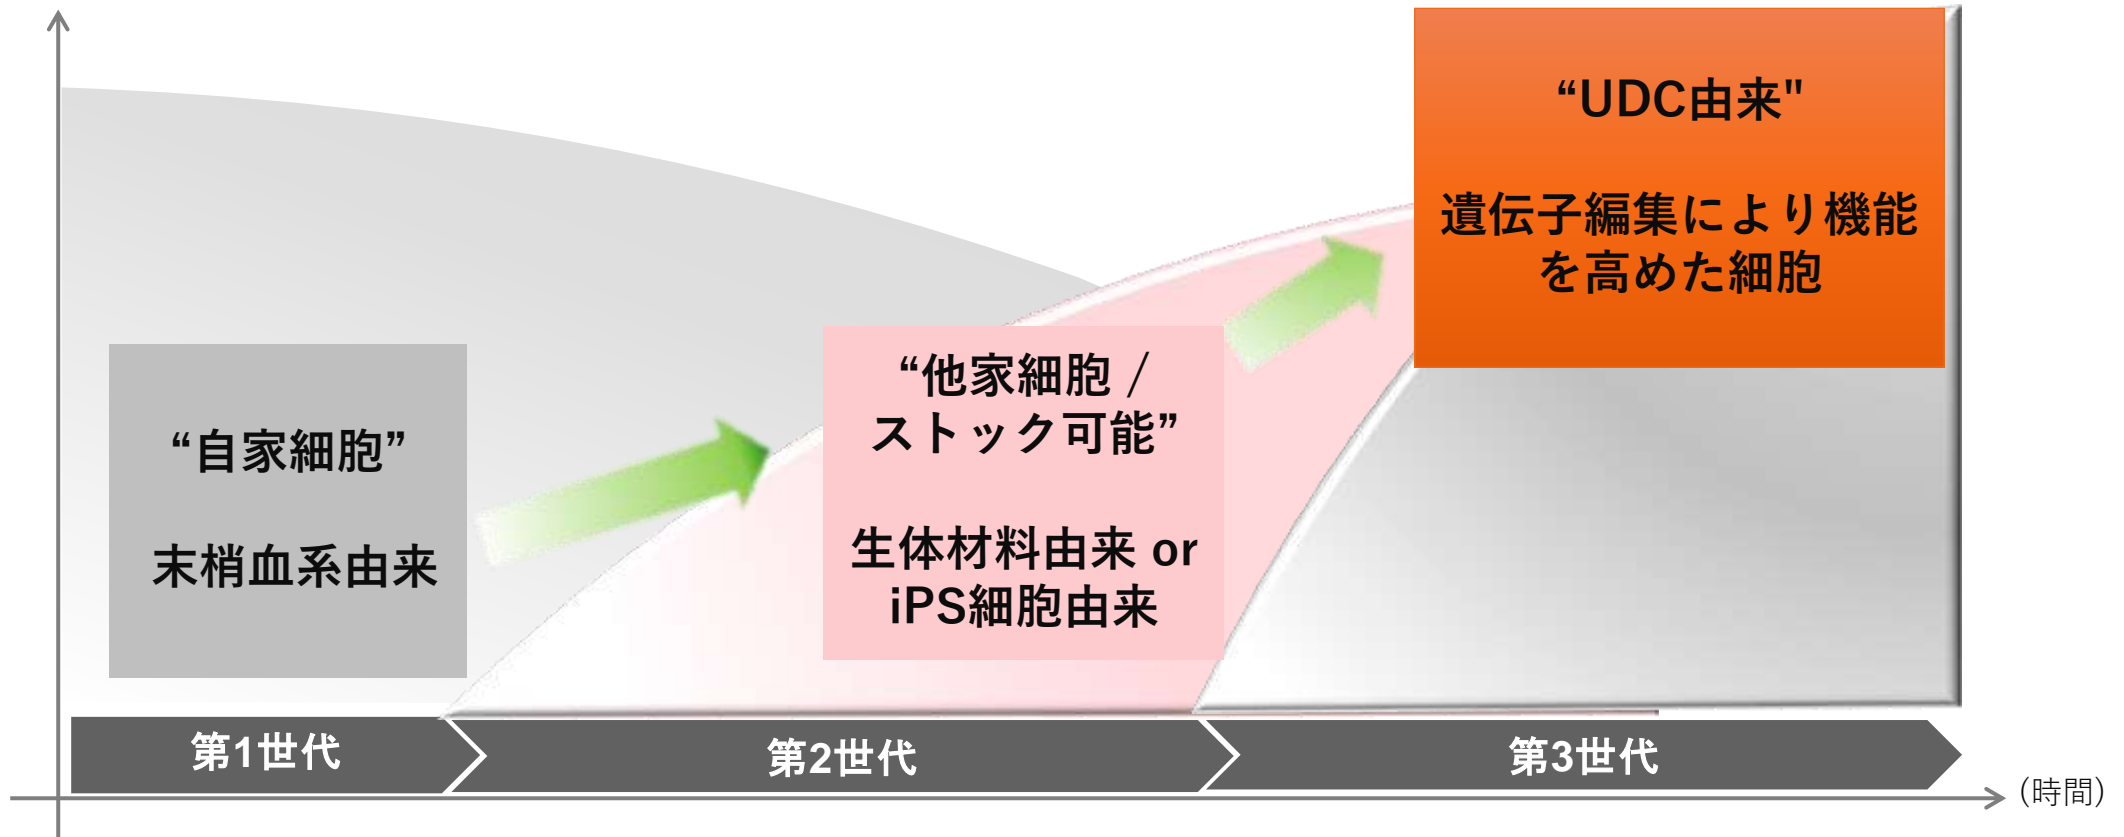 “自家細胞”
末梢血系由来
“他家細胞 /
ストック可能”
生体材料由来 or
iPS細胞由来
“UDC由来"
遺伝子編集により機能
を高めた細胞
第1世代
第2世代
第3世代
(時間)